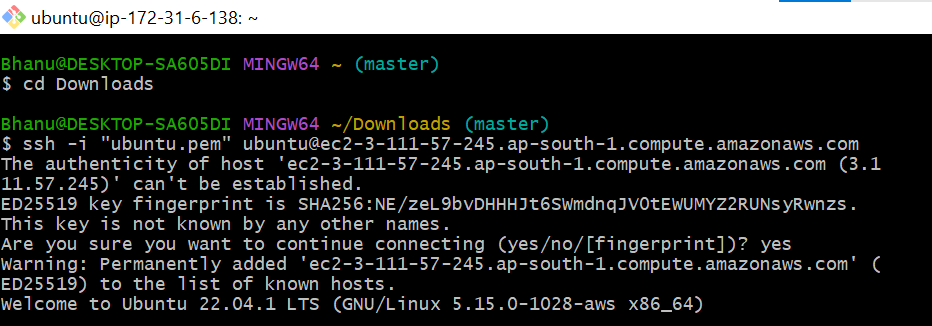 ubuntu@ip-172-31-6-138: ~
Bhanu@DESKTOP-SA605DI MINGW64 ~ (master)
$ cd Downloads
Bhanu@DESKTOP-SA605DI MINGW64 ~/Downloads (master)
$ ssh -i "ubuntu.pem" ubuntu@ec2-3-111-57-245.ap-south-1.compute.amazonaws.com
The authenticity of host 'ec2-3-111-57-245.ap-south-1.compute.amazonaws.com (3.1
11.57.245)' can't be established.
ED25519 key fingerprint is SHA256:NE/zeL9bvDHHHJt6SWmdnqJVOtEWUMYZ2RUNsyRwnzs.
This key is not known by any other names.
Are you sure you want to continue connecting (yes/no/[fingerprint])? yes
Warning: Permanently added 'ec2-3-111-57-245.ap-south-1.compute.amazonaws.com' (
ED25519) to the list of known hosts.
Welcome to Ubuntu 22.04.1 LTS (GNU/Linux 5.15.0-1028-aws x86_64)